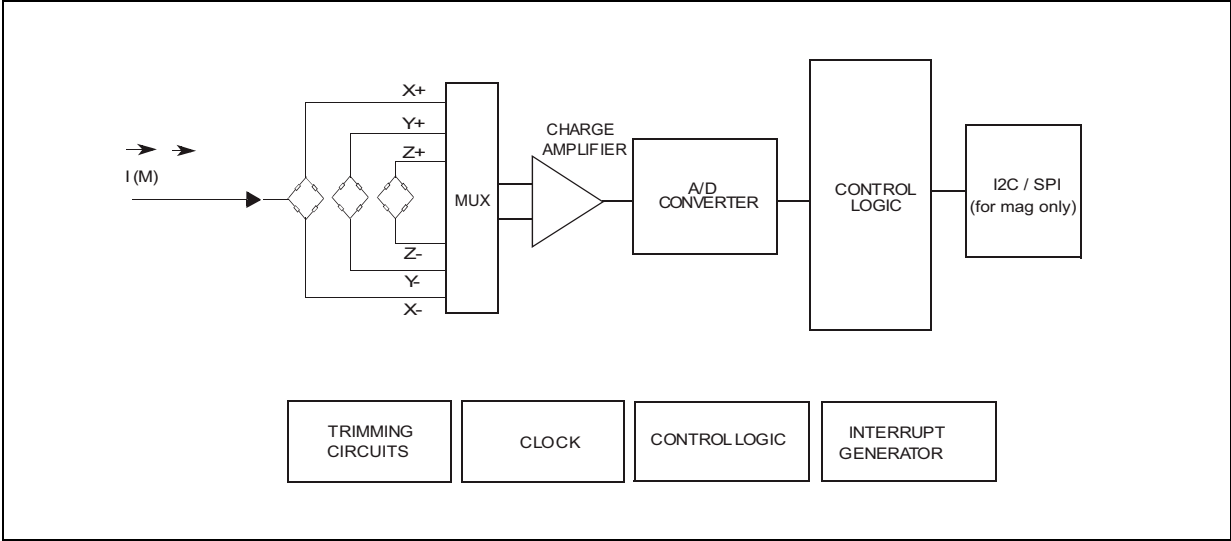 X+
Y+
Z+
I (M)
MUX
Z-
Y-
X-
CHARGE
AMPLIFIER
A/D
CONVERTER
CONTROL
LOGIC
I2C / SPI
(for mag only)
TRIMMING
CIRCUITS
CLOCK
CONTROL LOGIC
INTERRUPT
GENERATOR